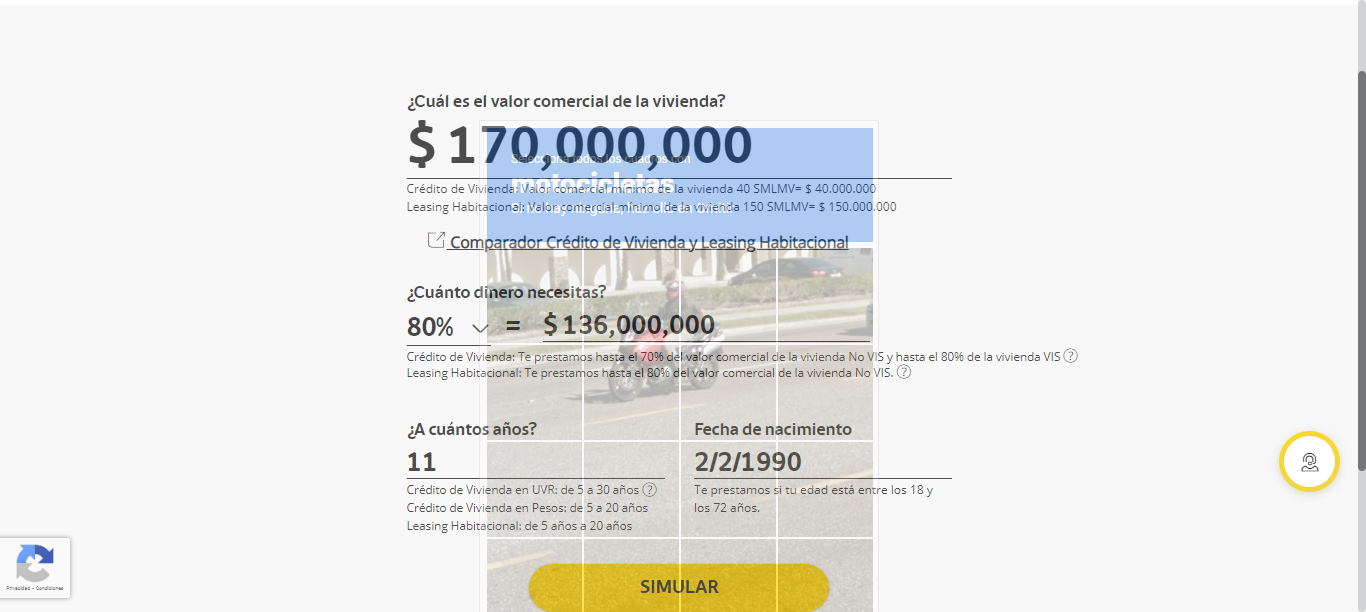 ¿Cuál es el valor comercial de la vivienda?
$ 170,000,000
Selecciona todos los cuadros con
motocicletas
Crédito de Vivienda: Valor comercial mínimo de la vivienda 40 SMLMV= $ 40.000.000
Leasing Habitacional: Valor comercial mínimo de la vivienda 150 SMLMV= $ 150.000.000
Comparador Crédito de Vivienda y Leasing Habitacional
¿Cuánto dinero necesitas?
80% = $ 136,000,000
Crédito de Vivienda: Te prestamos hasta el 70% del valor comercial de la vivienda No VIS y hasta el 80% de la vivienda VIS ?
Leasing Habitacional: Te prestamos hasta el 80% del valor comercial de la vivienda No VIS. ?
¿A cuántos años?
11
Crédito de Vivienda en UVR: de 5 a 30 años ?
Crédito de Vivienda en Pesos: de 5 a 20 años
Leasing Habitacional: de 5 años a 20 años
Fecha de nacimiento
2/2/1990
Te prestamos si tu edad está entre los 18 y
los 72 años.
SIMULAR
Privacidad - Condiciones